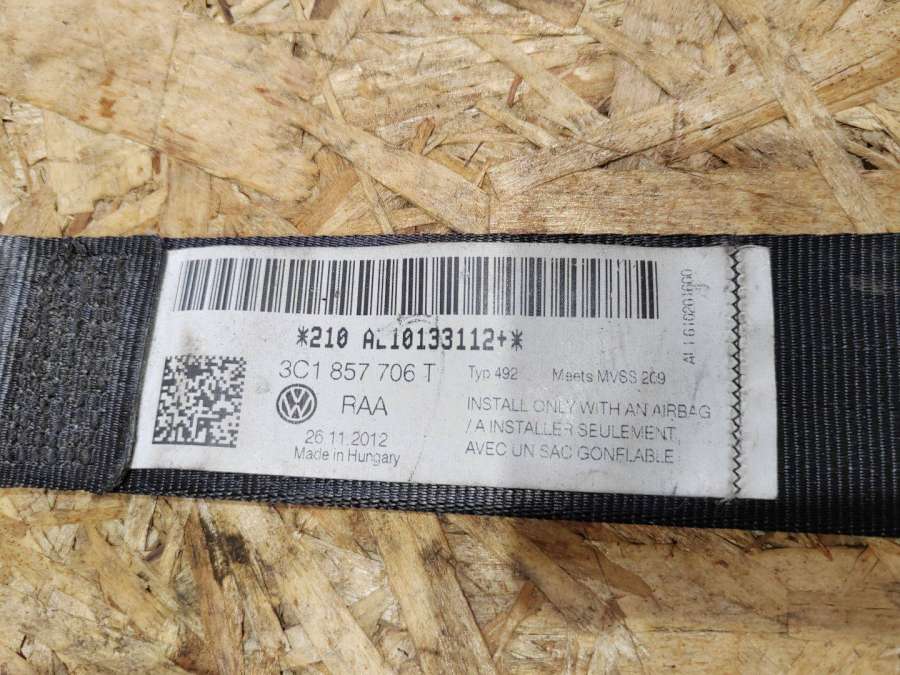 *210 AL10133112+*
3C1 857 706 T
Typ 492
Meets MVSS 209
RAA
26.11.2012
Made in Hungary
INSTALL ONLY WITH AN AIRBAG
/ A INSTALLER SEULEMENT
AVEC UN SAC GONFLABLE